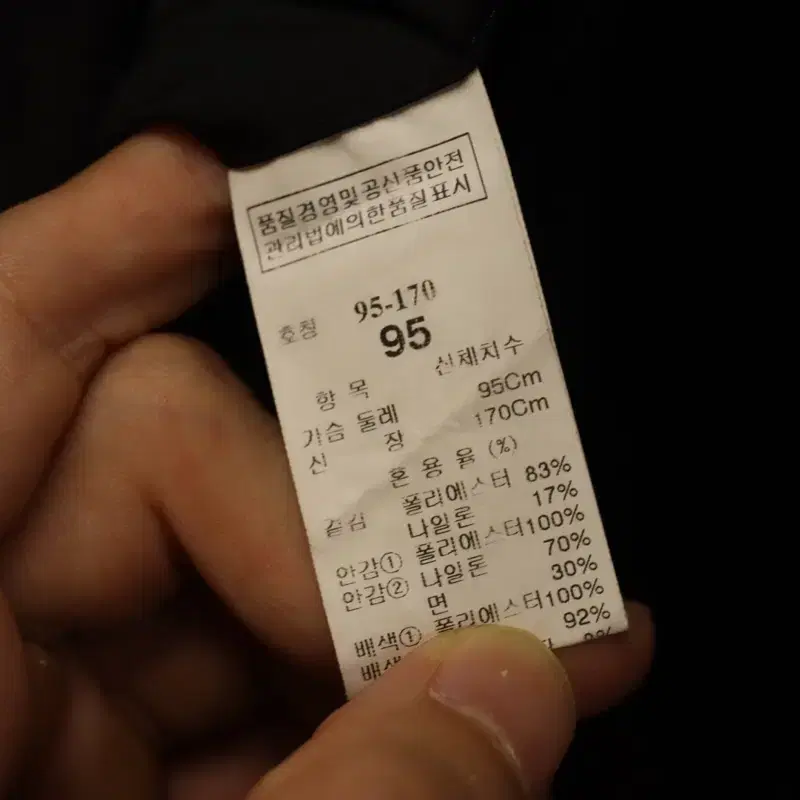 품질경영및공산품안전
관리법에의한품질표시
호칭 95-170
95
항 목 신체치수
가슴 둘레 95Cm
신 장 170Cm
혼 용 율 (%)
겉감 폴리에스터 83%
나일론 17%
안감① 폴리에스터100%
안감② 나일론 70%
면 30%
배색① 폴리에스터100%
92%